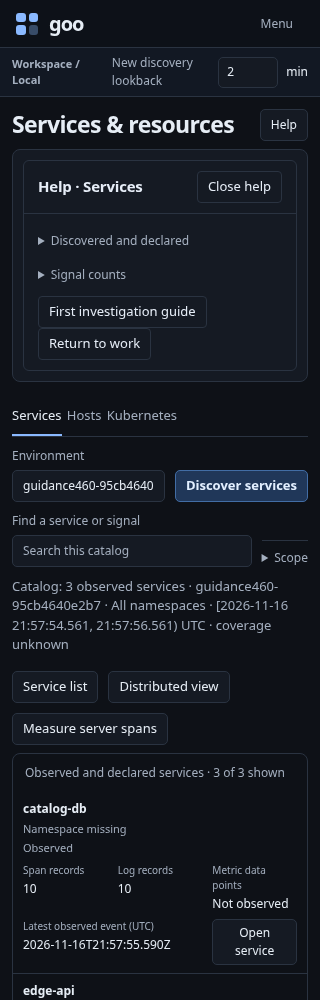 goo
Menu
Workspace /
Local
New discovery
lookback
2
min
Services & resources
Help
Help · Services
Close help
▶ Discovered and declared
▶ Signal counts
First investigation guide
Return to work
Services Hosts Kubernetes
Environment
guidance460-95cb4640
Discover services
Find a service or signal
Search this catalog
▶ Scope
Catalog: 3 observed services · guidance460-
95cb4640e2b7 · All namespaces · [2026-11-16
21:57:54.561, 21:57:56.561) UTC · coverage
unknown
Service list
Distributed view
Measure server spans
Observed and declared services · 3 of 3 shown
catalog-db
Namespace missing
Observed
Span records
10
Log records
10
Metric data
points
Not observed
Latest observed event (UTC)
2026-11-16T21:57:55.590Z
Open
service
edge-api